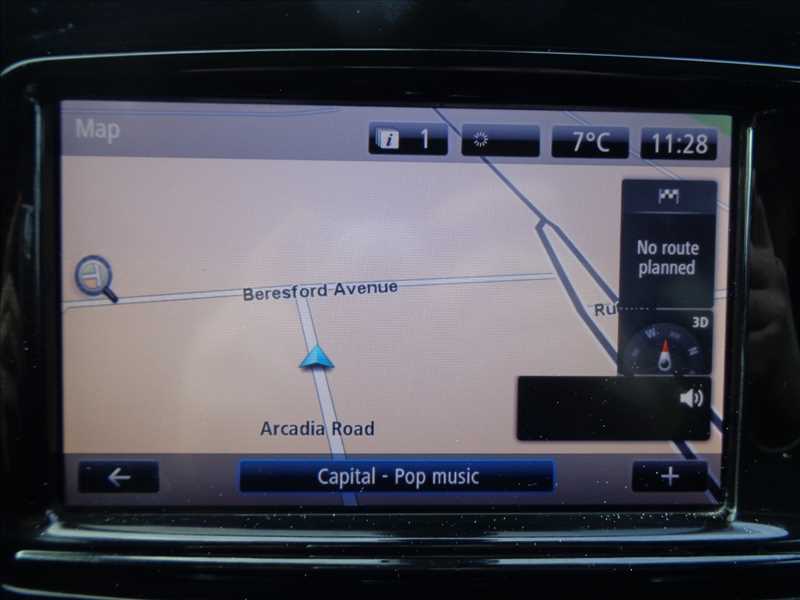 Map
i 1
7°C
11:28
No route
planned
Beresford Avenue
3D
W N
Arcadia Road
Capital - Pop music